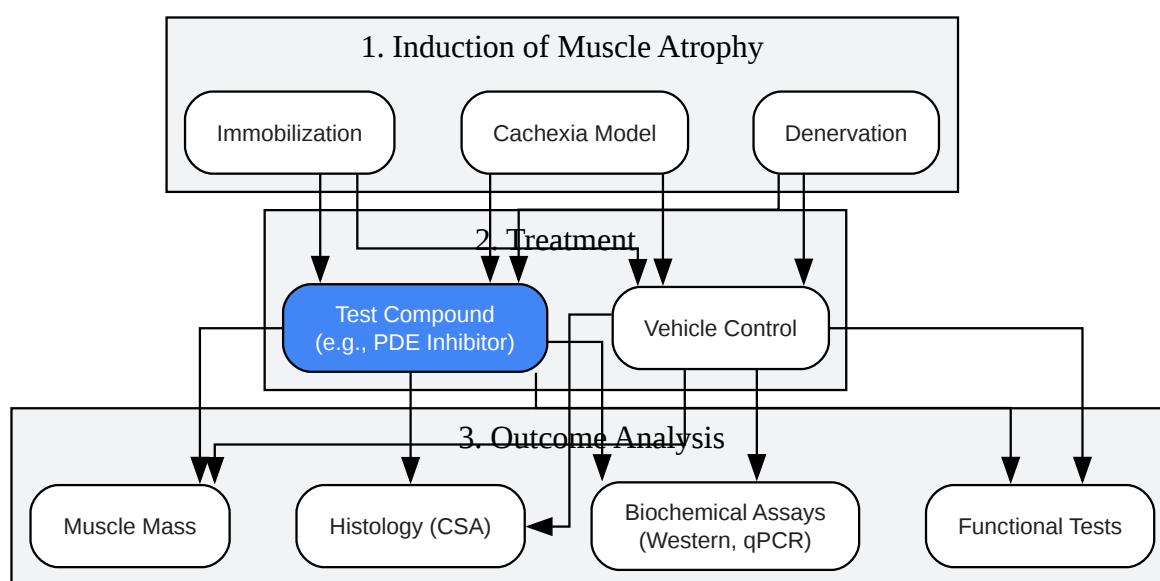 1. Induction of Muscle Atrophy
Immobilization
Cachexia Model
Denervation
2. Treatment
Test Compound
(e.g., PDE Inhibitor)
Vehicle Control
3. Outcome Analysis
Muscle Mass
Histology (CSA)
Biochemical Assays
(Western, qPCR)
Functional Tests